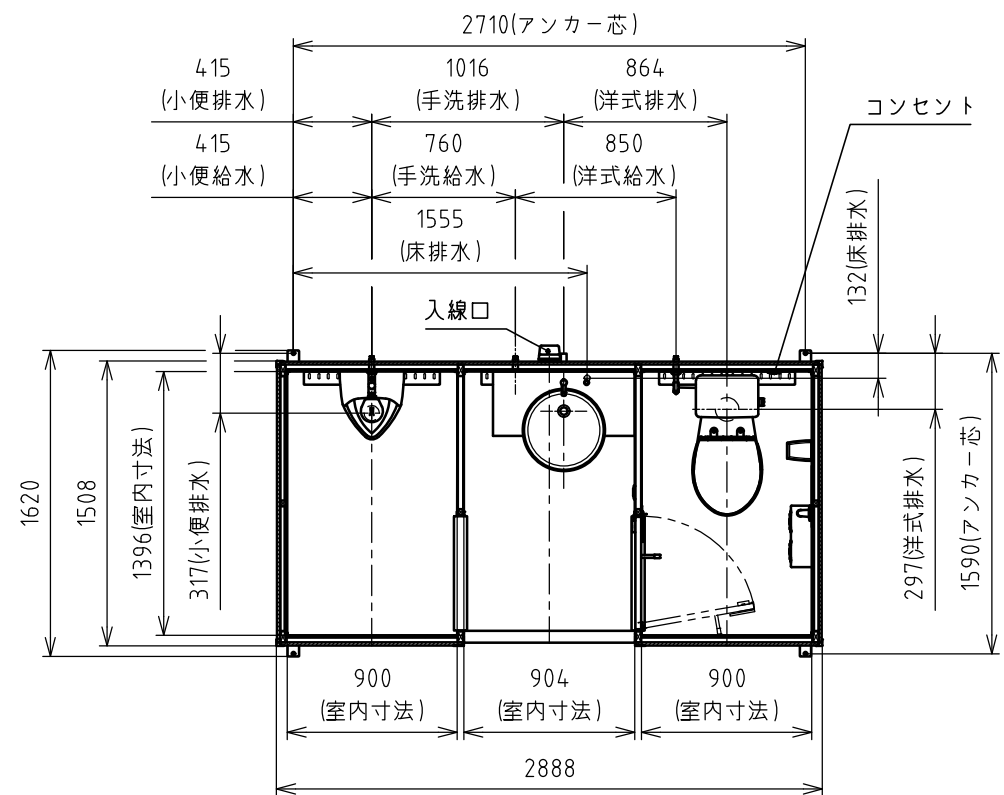 2710(アンカー芯)
415
(小便排水)
1016
(手洗排水)
864
(洋式排水)
コンセント
415
(小便給水)
760
(手洗給水)
850
(洋式給水)
1555
(床排水)
132(床排水)
入線口
1620
1508
1396(室内寸法)
317(小便排水)
297(洋式排水)
1590(アンカー芯)
900
(室内寸法)
904
(室内寸法)
900
(室内寸法)
2888